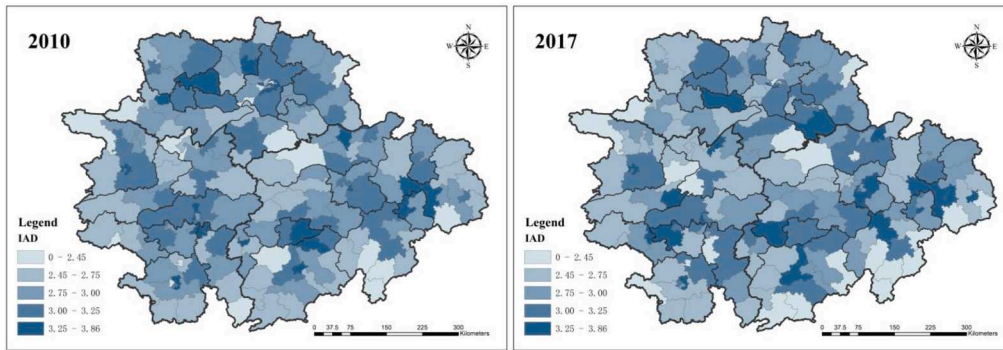 2010
N
W E
S
Legend
IAD
0 - 2.45
2.45 - 2.75
2.75 - 3.00
3.00 - 3.25
3.25 - 3.86
0 37.5 75 150 225 300
Kilometers
2017
N
W E
S
Legend
IAD
0 - 2.45
2.45 - 2.75
2.75 - 3.00
3.00 - 3.25
3.25 - 3.86
0 37.5 75 150 225 300
Kilometers